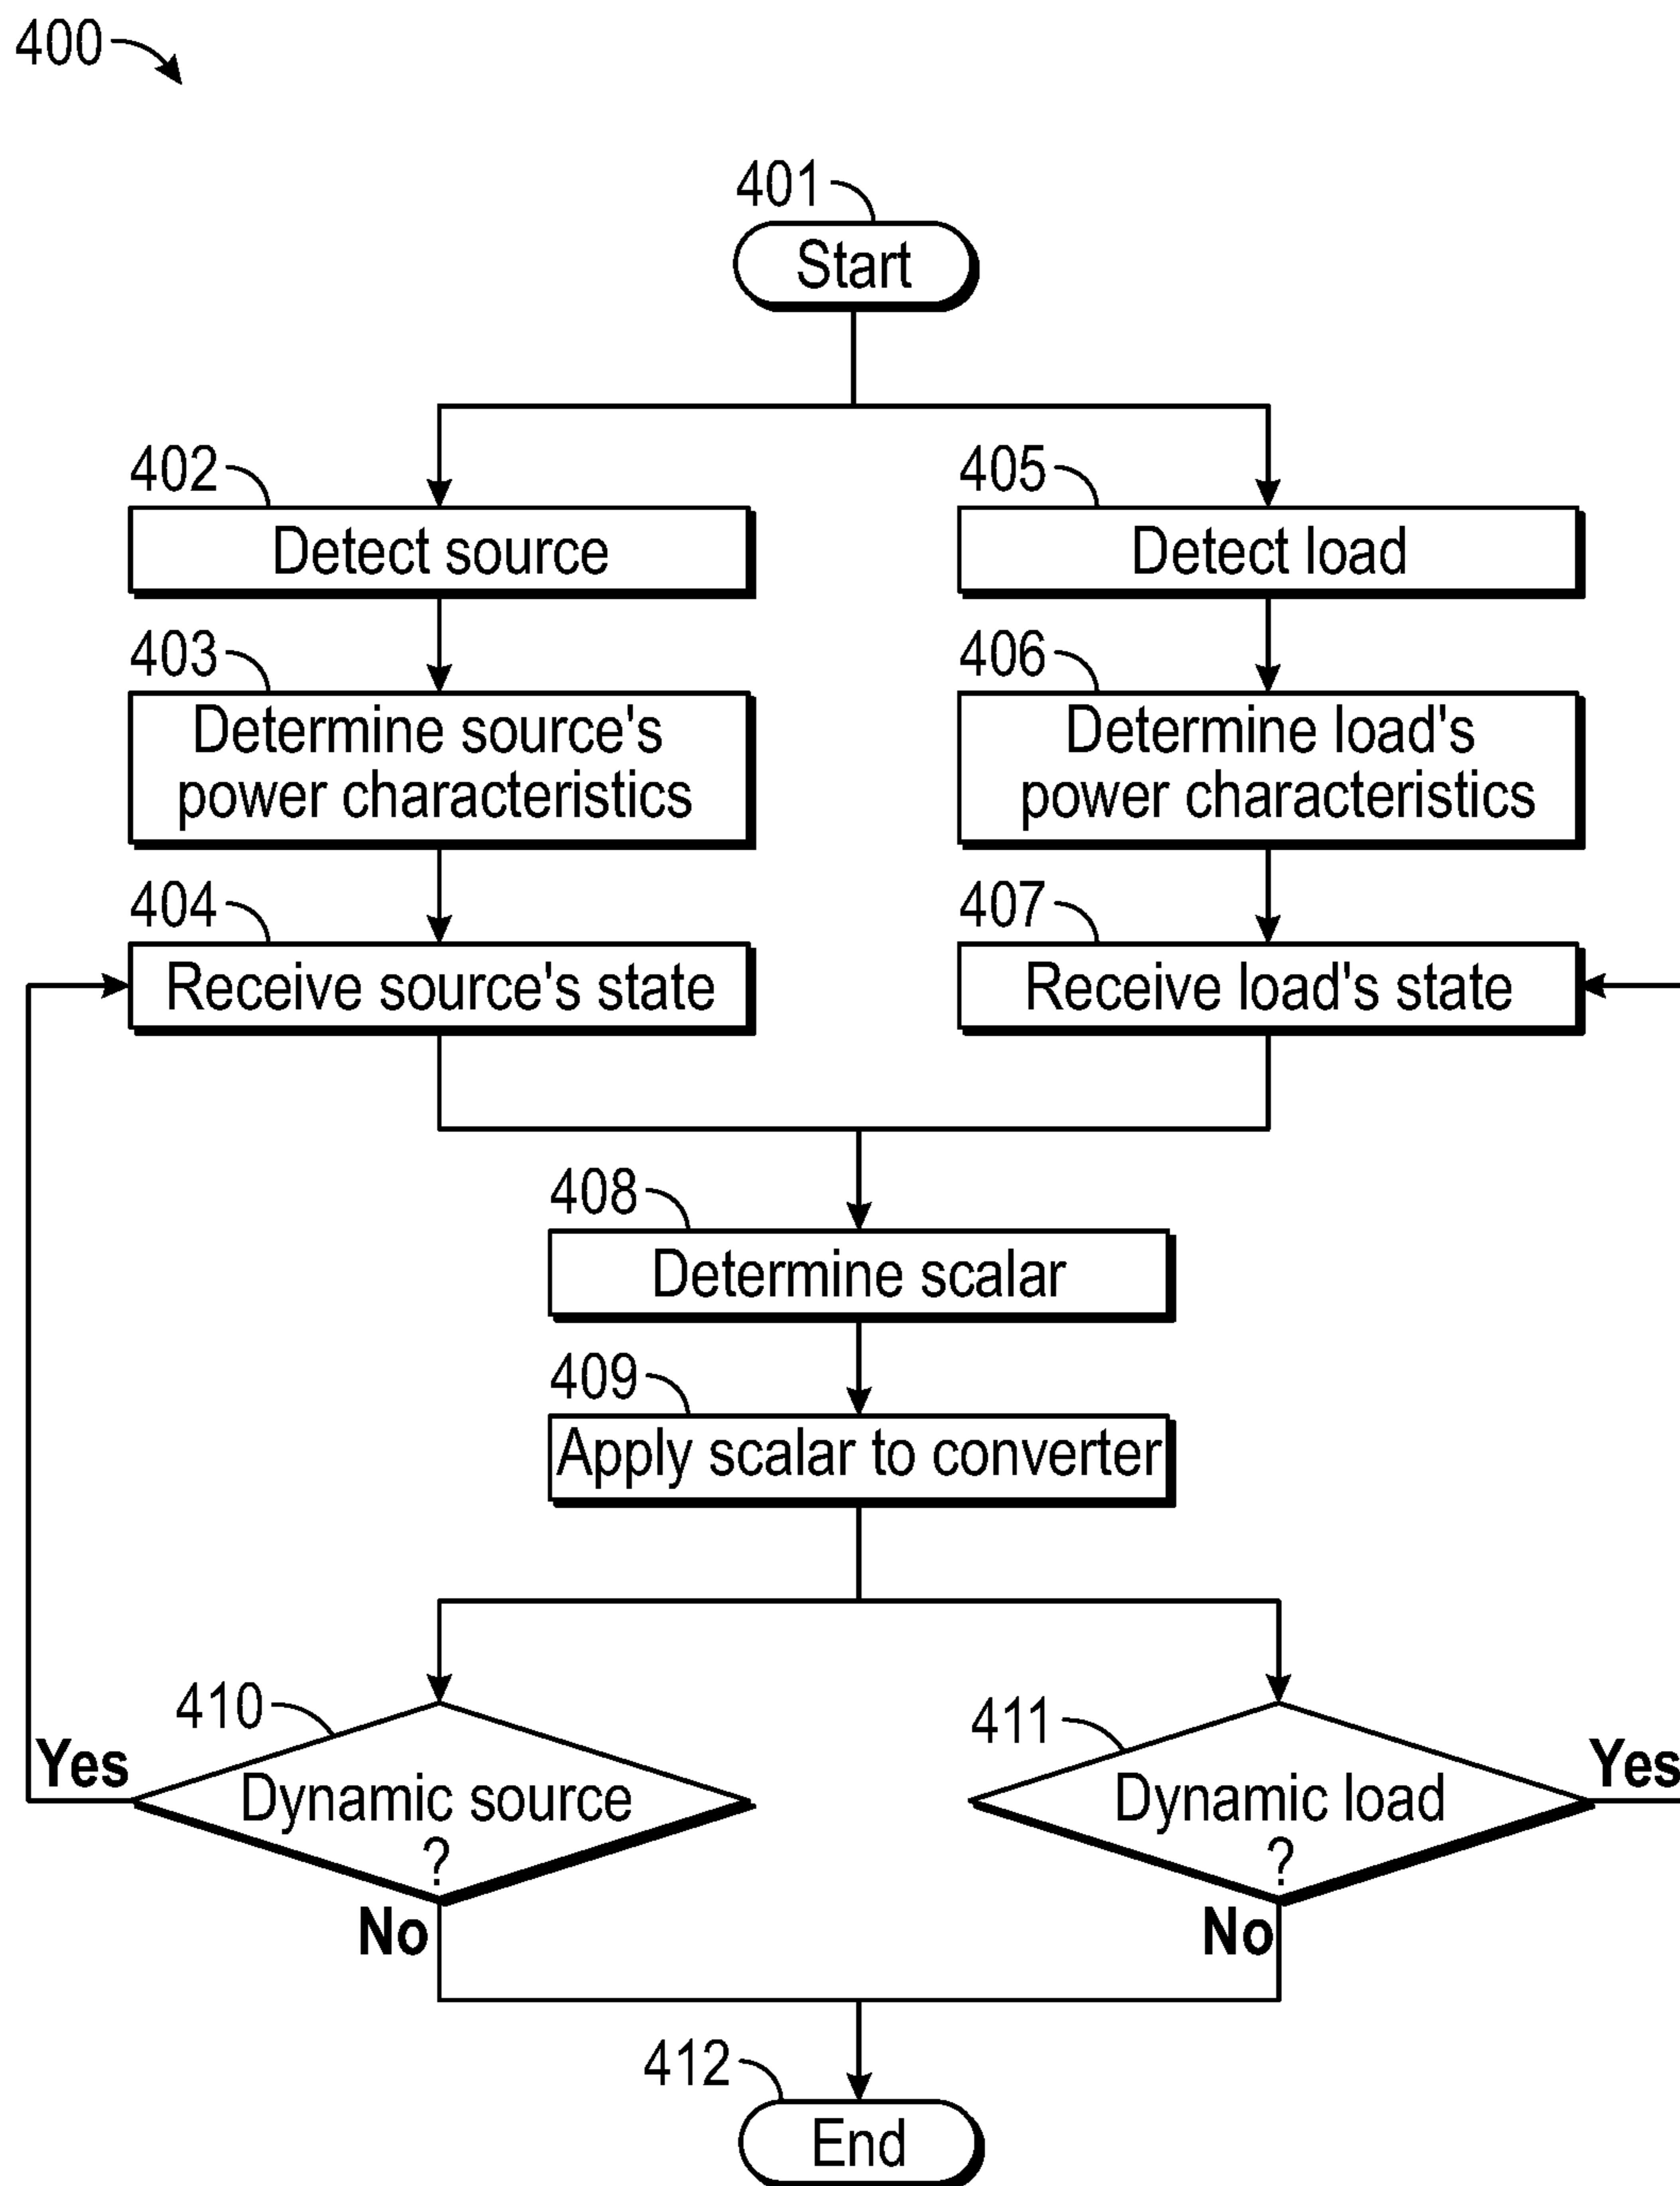 400
401
Start
402
Detect source
405
Detect load
403
Determine source's
power characteristics
406
Determine load's
power characteristics
404
Receive source's state
407
Receive load's state
408
Determine scalar
409
Apply scalar to converter
410
Dynamic source
?
Yes
No
411
Dynamic load
?
Yes
No
412
End